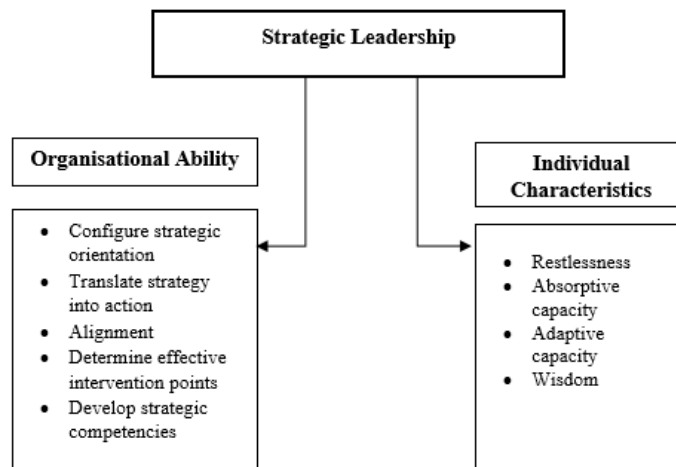 Strategic Leadership
Organisational Ability
• Configure strategic
orientation
• Translate strategy
into action
• Alignment
• Determine effective
intervention points
• Develop strategic
competencies
Individual
Characteristics
• Restlessness
• Absorptive
capacity
• Adaptive
capacity
• Wisdom